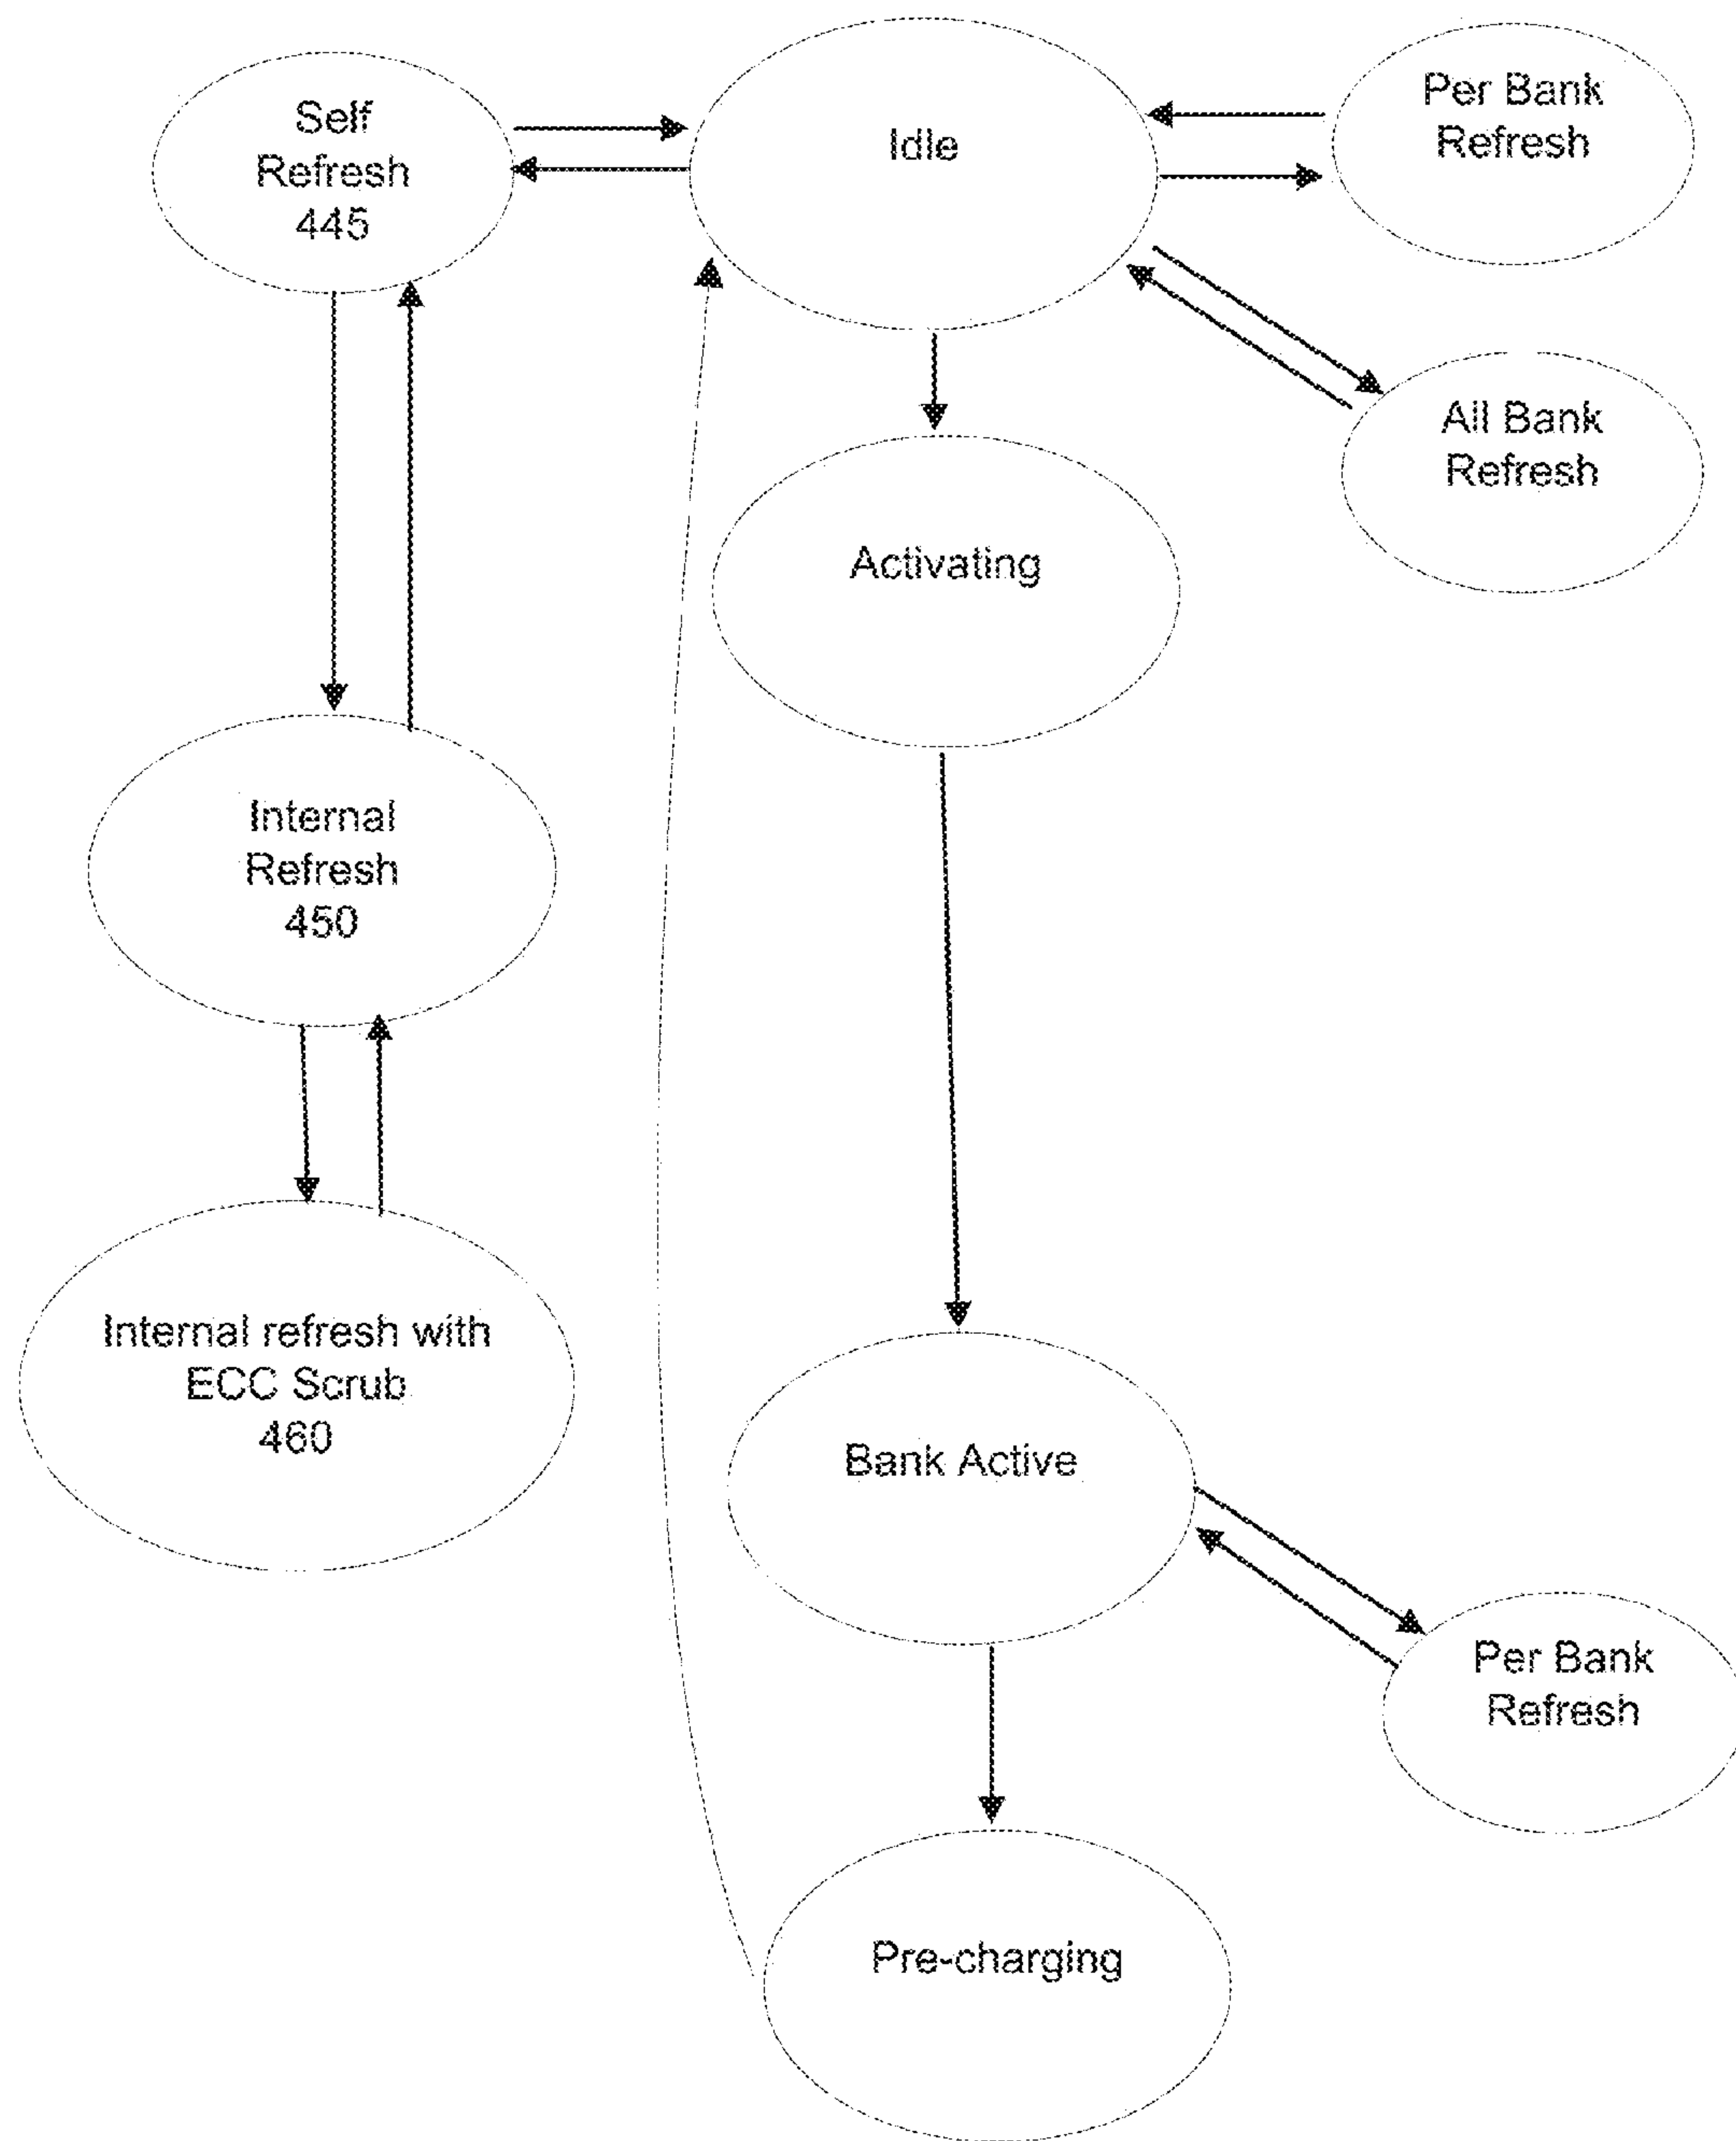 Self
Refresh
445
Idle
Per Bank
Refresh
All Bank
Refresh
Activating
Internal
Refresh
450
Internal refresh with
ECC Scrub
460
Bank Active
Per Bank
Refresh
Pre-charging